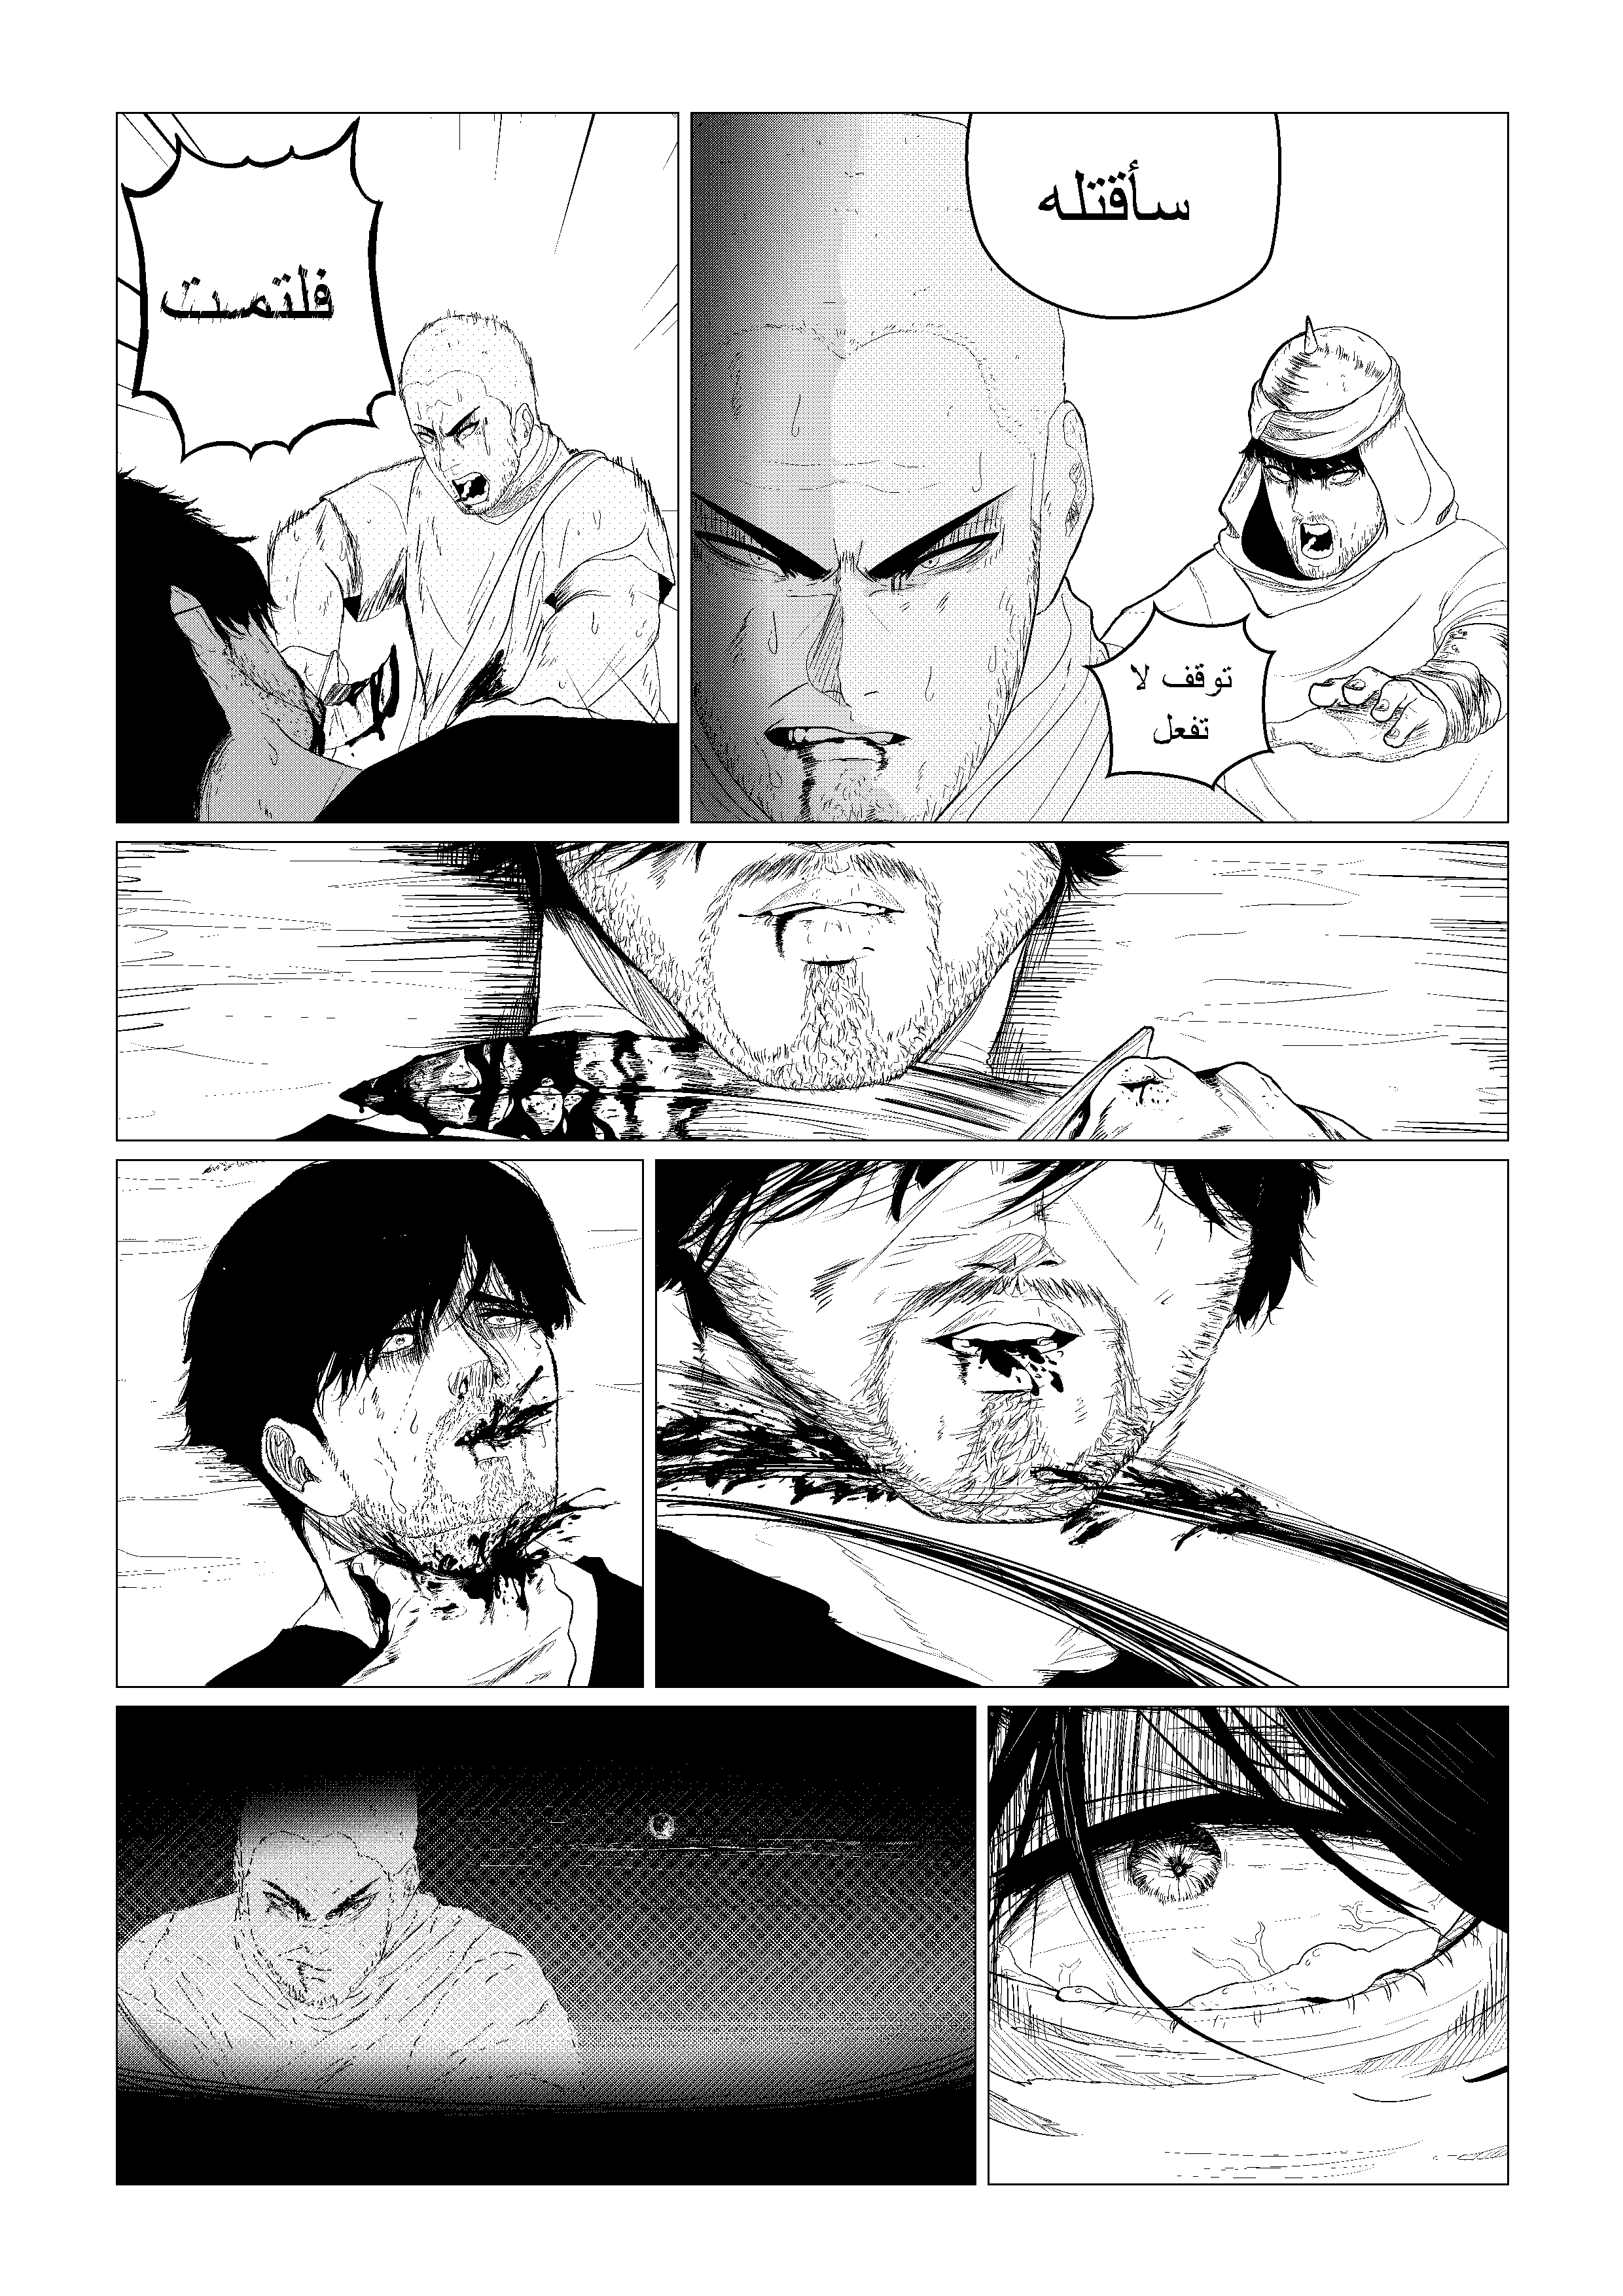 سأقتله
توقف لا
تفعل
فلتمت